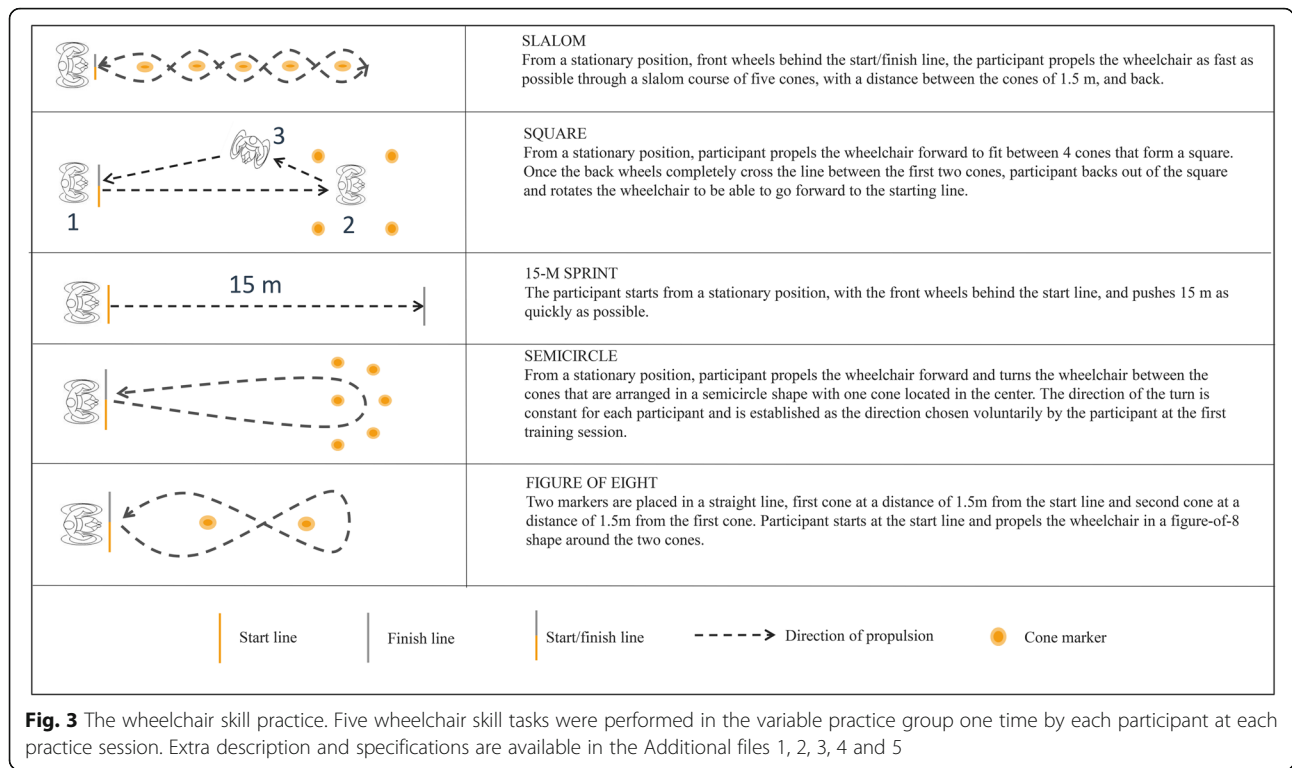 SLALOM
From a stationary position, front wheels behind the start/finish line, the participant propels the wheelchair as fast as
possible through a slalom course of five cones, with a distance between the cones of 1.5 m, and back.
3
1
2
SQUARE
From a stationary position, participant propels the wheelchair forward to fit between 4 cones that form a square.
Once the back wheels completely cross the line between the first two cones, participant backs out of the square
and rotates the wheelchair to be able to go forward to the starting line.
15 m
15-M SPRINT
The participant starts from a stationary position, with the front wheels behind the start line, and pushes 15 m as
quickly as possible.
SEMICIRCLE
From a stationary position, participant propels the wheelchair forward and turns the wheelchair between the
cones that are arranged in a semicircle shape with one cone located in the center. The direction of the turn is
constant for each participant and is established as the direction chosen voluntarily by the participant at the first
training session.
FIGURE OF EIGHT
Two markers are placed in a straight line, first cone at a distance of 1.5m from the start line and second cone at a
distance of 1.5m from the first cone. Participant starts at the start line and propels the wheelchair in a figure-of-8
shape around the two cones.
Start line
Finish line
Start/finish line
Direction of propulsion
Cone marker
Fig. 3 The wheelchair skill practice. Five wheelchair skill tasks were performed in the variable practice group one time by each participant at each
practice session. Extra description and specifications are available in the Additional files 1, 2, 3, 4 and 5